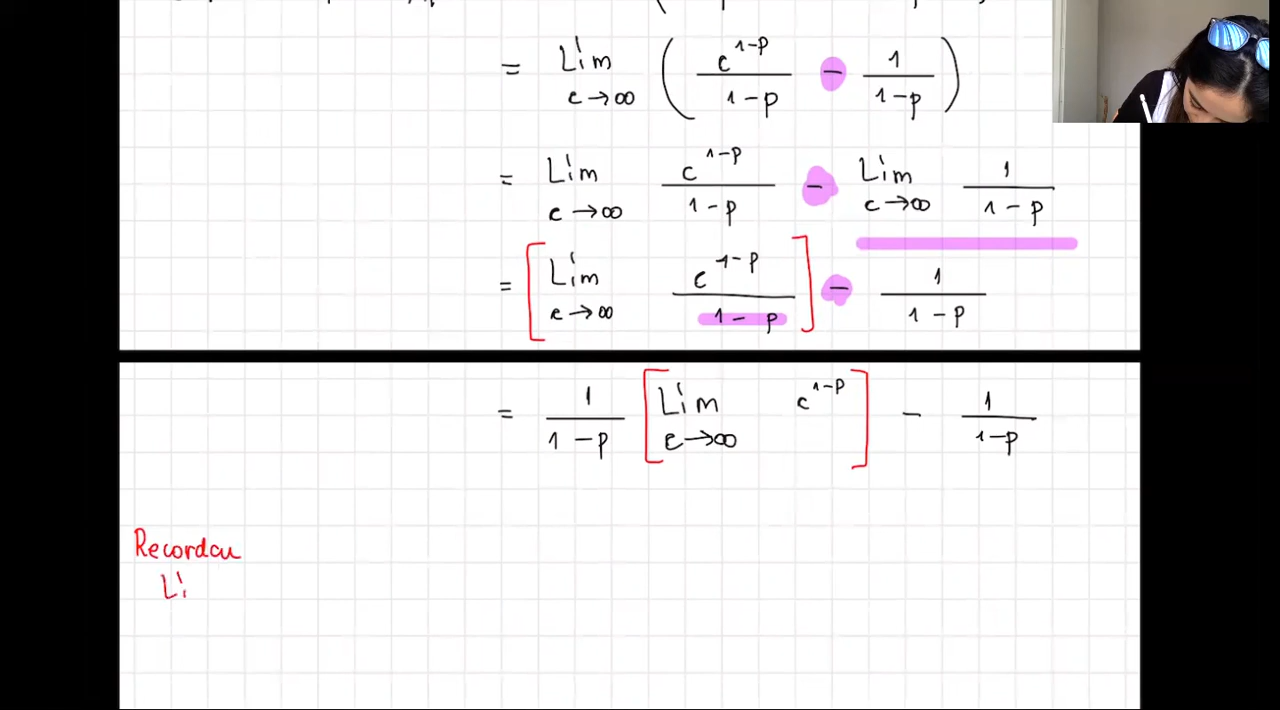 = Lim c→∞ ( c^{1-p} / 1-p − 1 / 1-p )
= Lim c→∞ c^{1-p} / 1-p − Lim c→∞ 1 / 1-p
= [ Lim c→∞ c^{1-p} / 1-p ] − 1 / 1-p
= 1 / 1-p [ Lim c→∞ c^{1-p} ] − 1 / 1-p
Li